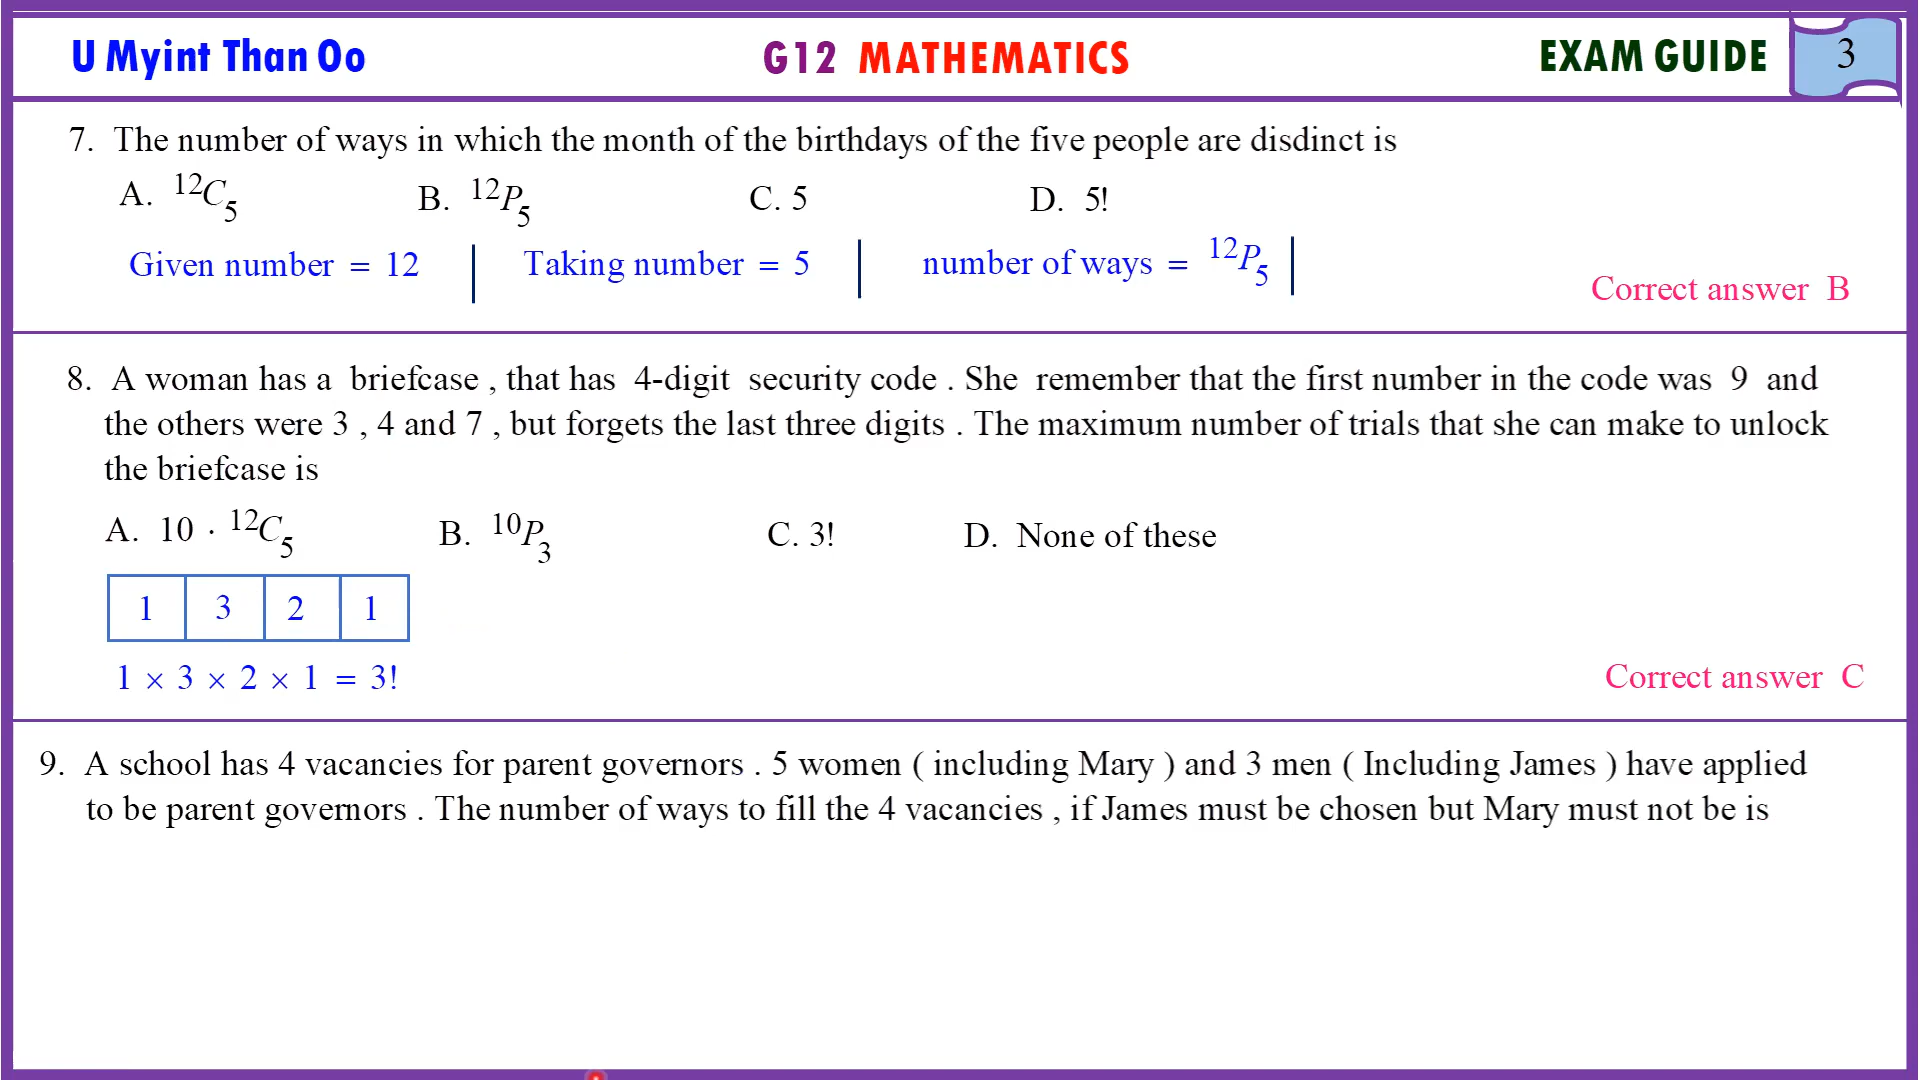 U Myint Than Oo G12 MATHEMATICS EXAM GUIDE 3
7. The number of ways in which the month of the birthdays of the five people are disdinct is
A. ¹²C₅ B. ¹²P₅ C. 5 D. 5!
Given number = 12 Taking number = 5 number of ways = ¹²P₅
Correct answer B
8. A woman has a briefcase , that has 4-digit security code . She remember that the first number in the code was 9 and
the others were 3 , 4 and 7 , but forgets the last three digits . The maximum number of trials that she can make to unlock
the briefcase is
A. 10 · ¹²C₅ B. ¹⁰P₃ C. 3! D. None of these
1 3 2 1
1 × 3 × 2 × 1 = 3!
Correct answer C
9. A school has 4 vacancies for parent governors . 5 women ( including Mary ) and 3 men ( Including James ) have applied
to be parent governors . The number of ways to fill the 4 vacancies , if James must be chosen but Mary must not be is